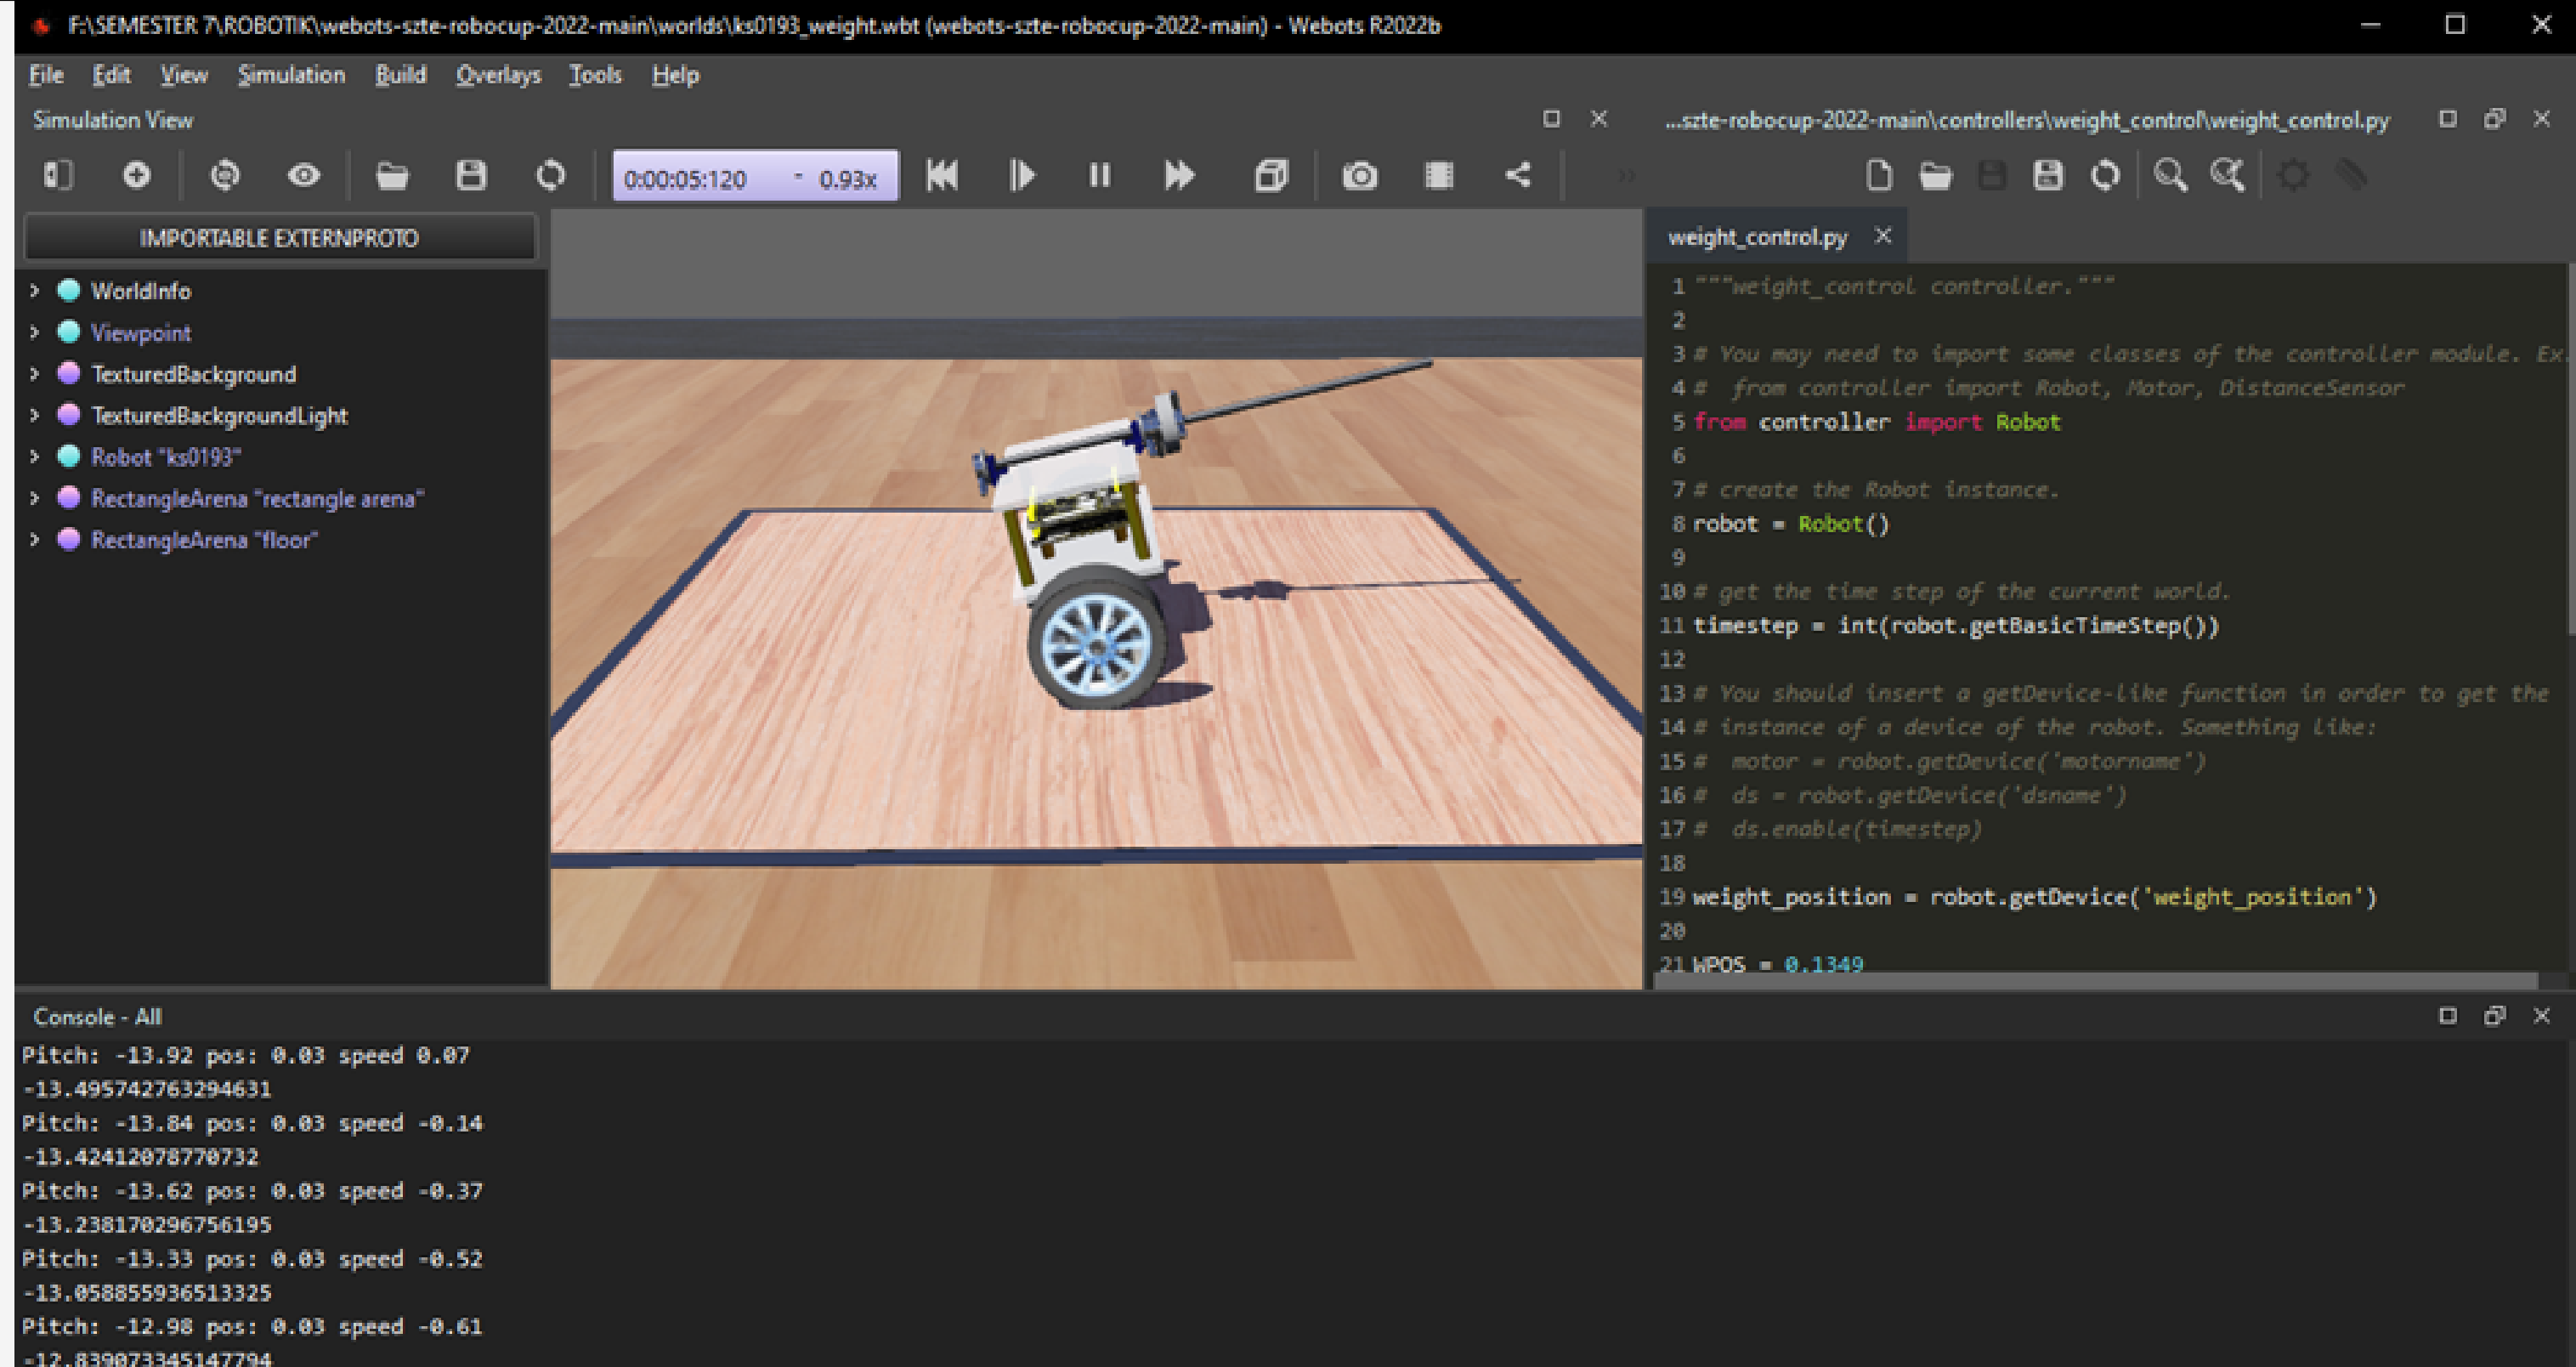 F:\SEMESTER 7\ROBOTIK\webots-szte-robocup-2022-main\worlds\ks0193_weight.wbt (webots-szte-robocup-2022-main) - Webots R2022b
File Edit View Simulation Build Overlays Tools Help
Simulation View
...szte-robocup-2022-main\controllers\weight_control\weight_control.py
0:00:05:120 - 0.93x
IMPORTABLE EXTERNPROTO
WorldInfo
Viewpoint
TexturedBackground
TexturedBackgroundLight
Robot "ks0193"
RectangleArena "rectangle arena"
RectangleArena "floor"
weight_control.py
1 """weight_control controller."""
2
3 # You may need to import some classes of the controller module. Ex.
4 #  from controller import Robot, Motor, DistanceSensor
5 from controller import Robot
6
7 # create the Robot instance.
8 robot = Robot()
9
10 # get the time step of the current world.
11 timestep = int(robot.getBasicTimeStep())
12
13 # You should insert a getDevice-like function in order to get the
14 # instance of a device of the robot. Something like:
15 #  motor = robot.getDevice('motorname')
16 #  ds = robot.getDevice('dsname')
17 #  ds.enable(timestep)
18
19 weight_position = robot.getDevice('weight_position')
20
21 WPOS = 0.1349
Console - All
Pitch: -13.92 pos: 0.03 speed 0.07
-13.495742763294631
Pitch: -13.84 pos: 0.03 speed -0.14
-13.42412078770732
Pitch: -13.62 pos: 0.03 speed -0.37
-13.238170296756195
Pitch: -13.33 pos: 0.03 speed -0.52
-13.058855936513325
Pitch: -12.98 pos: 0.03 speed -0.61
-12.839073345147794